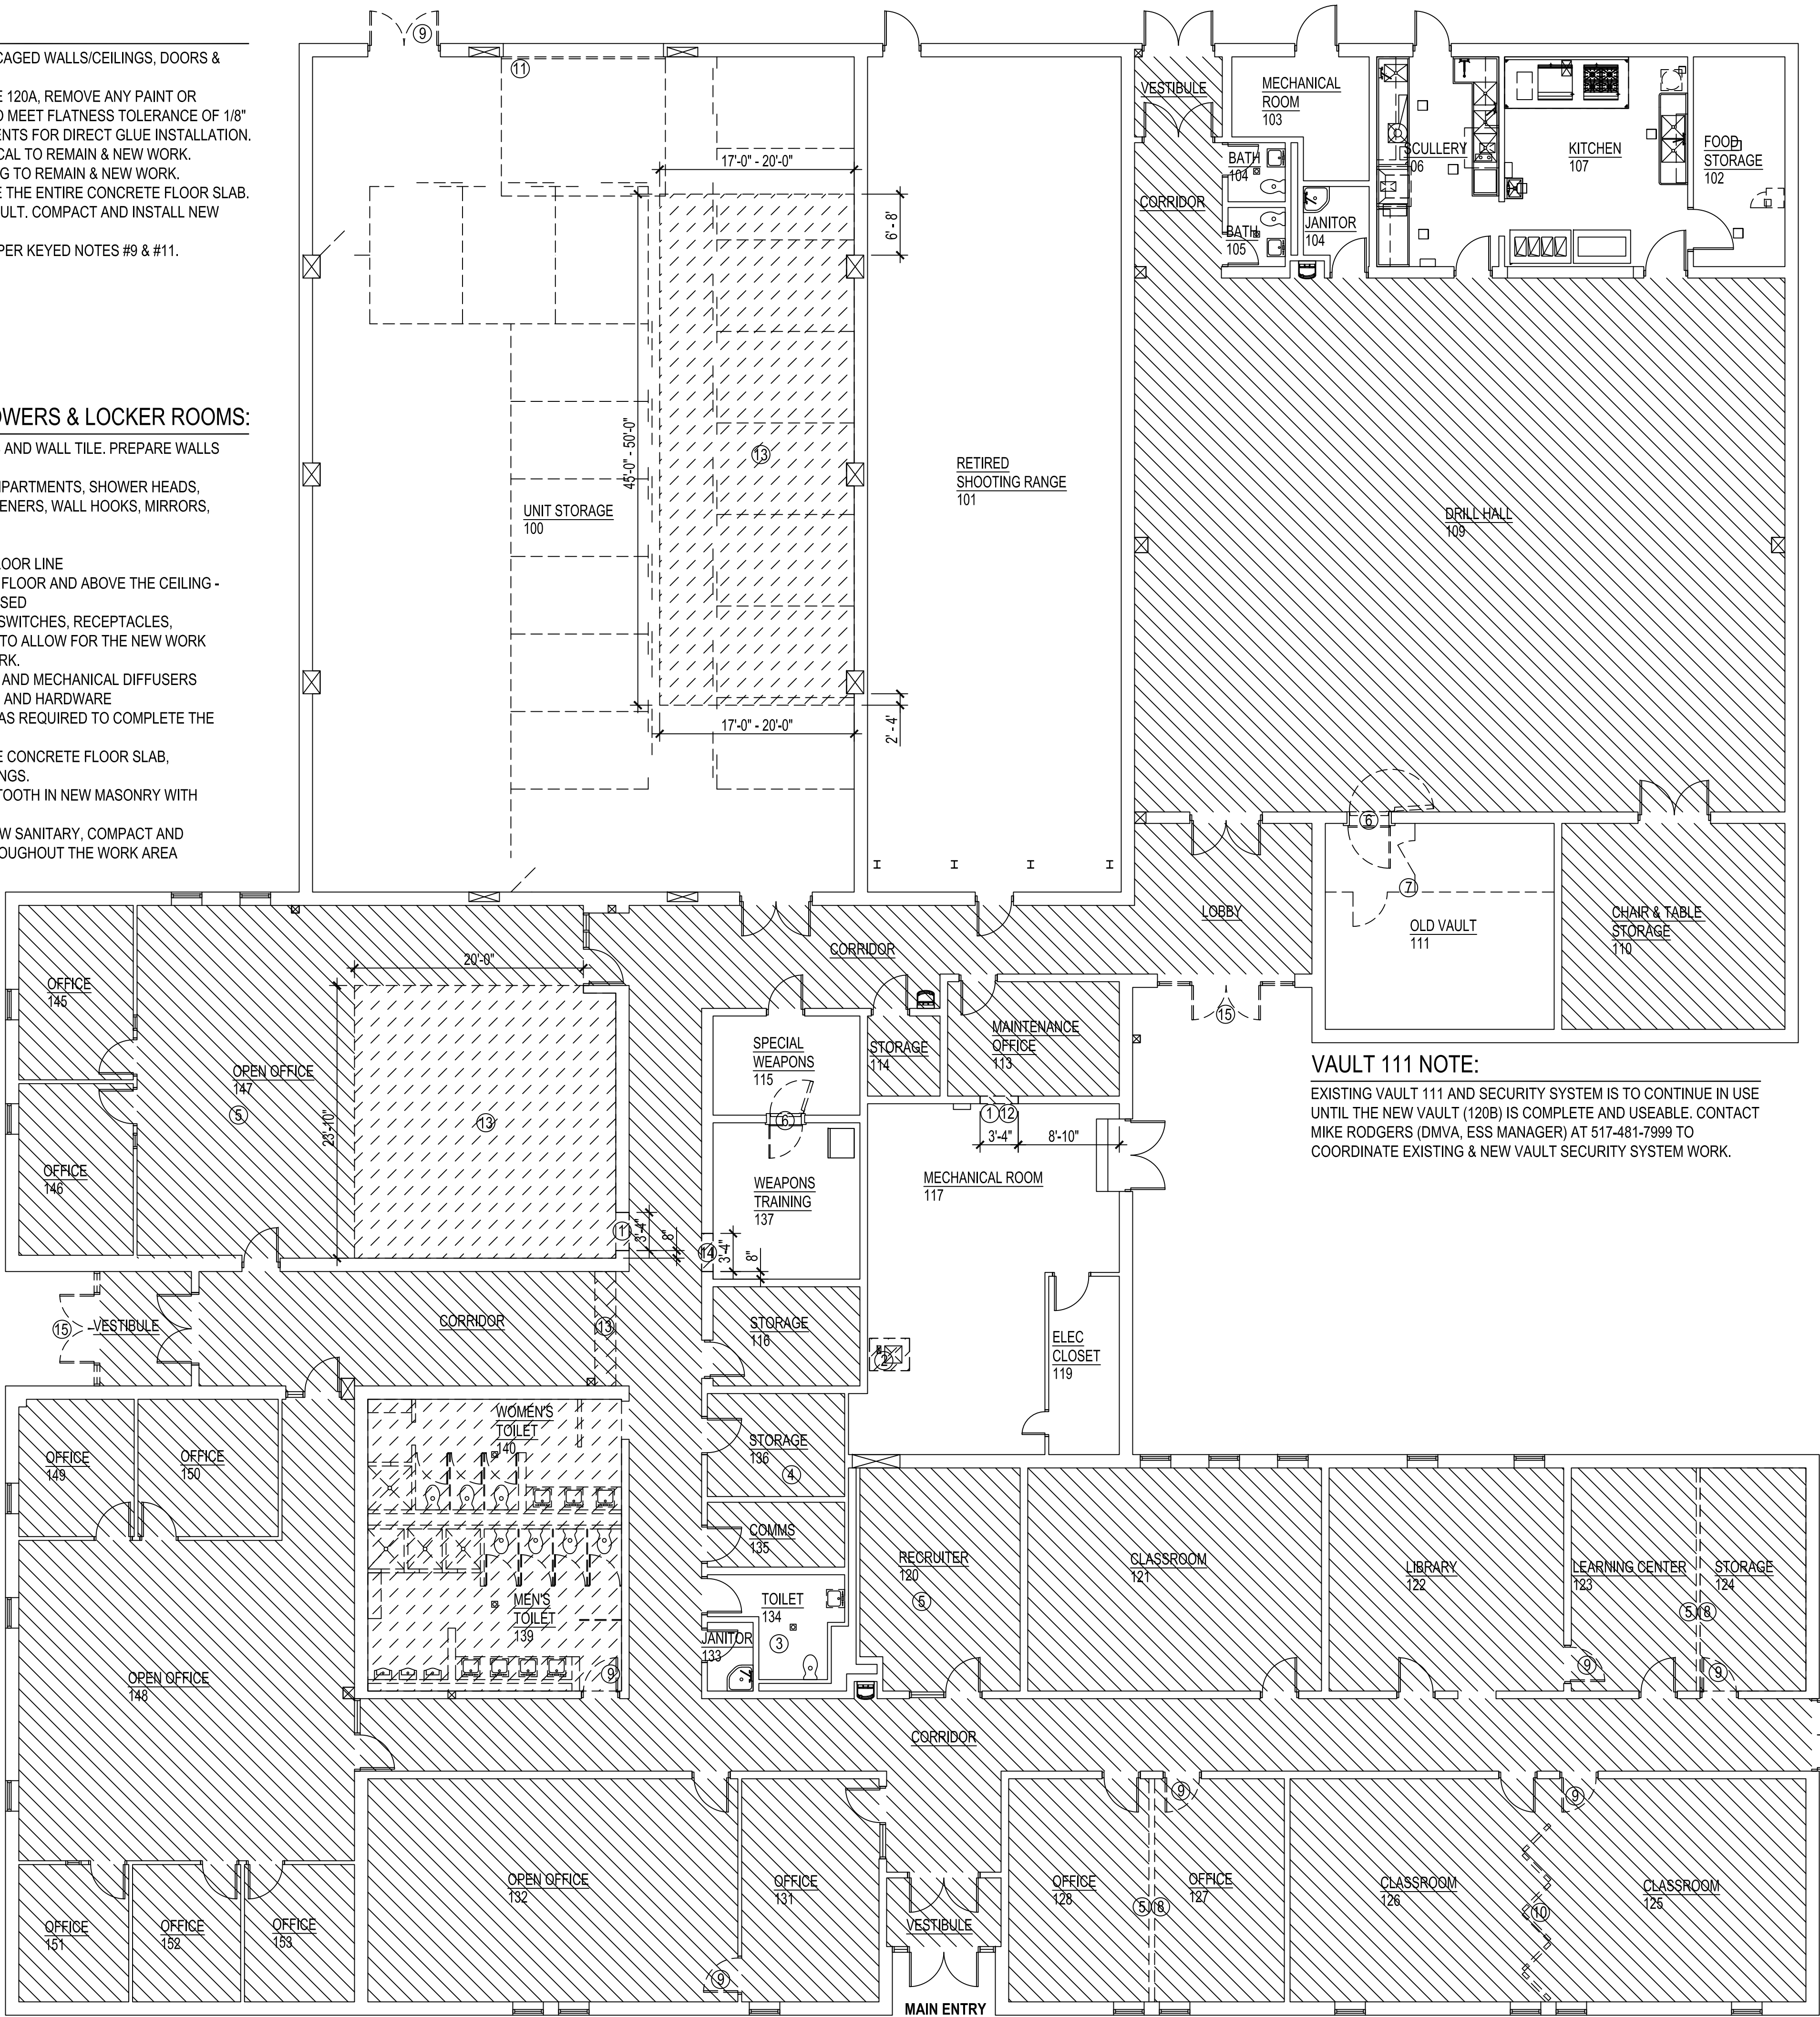 CAGED WALLS/CEILINGS, DOORS &
E 120A, REMOVE ANY PAINT OR
O MEET FLATNESS TOLERANCE OF 1/8"
ENTS FOR DIRECT GLUE INSTALLATION.
CAL TO REMAIN & NEW WORK.
G TO REMAIN & NEW WORK.
E THE ENTIRE CONCRETE FLOOR SLAB.
ULT. COMPACT AND INSTALL NEW
PER KEYED NOTES #9 & #11.
OWERS & LOCKER ROOMS:
AND WALL TILE. PREPARE WALLS
MPARTMENTS, SHOWER HEADS,
ENERS, WALL HOOKS, MIRRORS,
LOOR LINE
FLOOR AND ABOVE THE CEILING -
SED
SWITCHES, RECEPTACLES,
TO ALLOW FOR THE NEW WORK
RK.
AND MECHANICAL DIFFUSERS
AND HARDWARE
AS REQUIRED TO COMPLETE THE
E CONCRETE FLOOR SLAB,
NGS.
TOOTH IN NEW MASONRY WITH
W SANITARY, COMPACT AND
OUGHOUT THE WORK AREA
9
11
17'-0" - 20'-0"
6' - 8'
45'-0" - 50'-0"
13
UNIT STORAGE
100
17'-0" - 20'-0"
2' - 4'
RETIRED
SHOOTING RANGE
101
VESTIBULE
CORRIDOR
MECHANICAL
ROOM
103
BATH
104
BATH
105
JANITOR
104
SCULLERY
106
KITCHEN
107
FOOD
STORAGE
102
DRILL HALL
109
6
7
OLD VAULT
111
CHAIR & TABLE
STORAGE
110
LOBBY
CORRIDOR
15
VAULT 111 NOTE:
EXISTING VAULT 111 AND SECURITY SYSTEM IS TO CONTINUE IN USE
UNTIL THE NEW VAULT (120B) IS COMPLETE AND USEABLE. CONTACT
MIKE RODGERS (DMVA, ESS MANAGER) AT 517-481-7999 TO
COORDINATE EXISTING & NEW VAULT SECURITY SYSTEM WORK.
OFFICE
145
OFFICE
146
OPEN OFFICE
147
5
20'-0"
23'-10"
13
11
3'-4"
8"
SPECIAL
WEAPONS
115
6
WEAPONS
TRAINING
137
14
3'-4"
8"
STORAGE
114
MAINTENANCE
OFFICE
113
1
12
3'-4"
8'-10"
MECHANICAL ROOM
117
2
ELEC
CLOSET
119
15
VESTIBULE
CORRIDOR
13
STORAGE
116
STORAGE
136
4
COMMS
135
TOILET
134
3
JANITOR
133
OFFICE
149
OFFICE
150
WOMEN'S
TOILET
140
MEN'S
TOILET
139
9
OPEN OFFICE
148
RECRUITER
120
5
CLASSROOM
121
LIBRARY
122
LEARNING CENTER
123
STORAGE
124
5
8
9
9
CORRIDOR
OFFICE
151
OFFICE
152
OFFICE
153
OPEN OFFICE
132
9
OFFICE
131
VESTIBULE
MAIN ENTRY
OFFICE
128
5
8
OFFICE
127
9
CLASSROOM
126
10
9
CLASSROOM
125